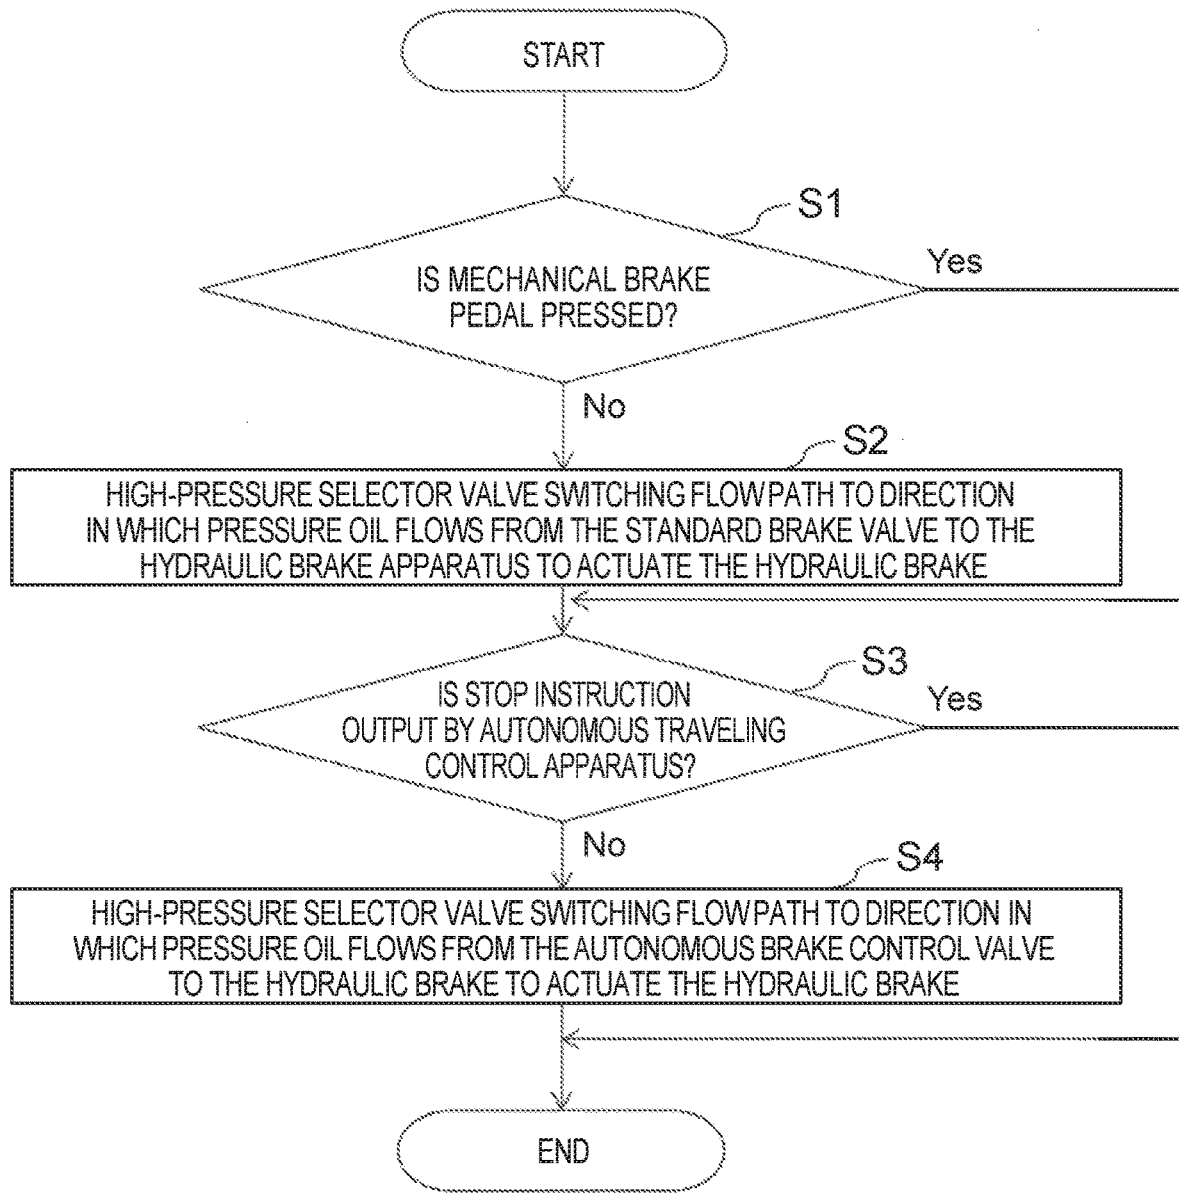 START
S1
IS MECHANICAL BRAKE
PEDAL PRESSED?
Yes
No
S2
HIGH-PRESSURE SELECTOR VALVE SWITCHING FLOW PATH TO DIRECTION
IN WHICH PRESSURE OIL FLOWS FROM THE STANDARD BRAKE VALVE TO THE
HYDRAULIC BRAKE APPARATUS TO ACTUATE THE HYDRAULIC BRAKE
S3
IS STOP INSTRUCTION
OUTPUT BY AUTONOMOUS TRAVELING
CONTROL APPARATUS?
Yes
No
S4
HIGH-PRESSURE SELECTOR VALVE SWITCHING FLOW PATH TO DIRECTION IN
WHICH PRESSURE OIL FLOWS FROM THE AUTONOMOUS BRAKE CONTROL VALVE
TO THE HYDRAULIC BRAKE TO ACTUATE THE HYDRAULIC BRAKE
END